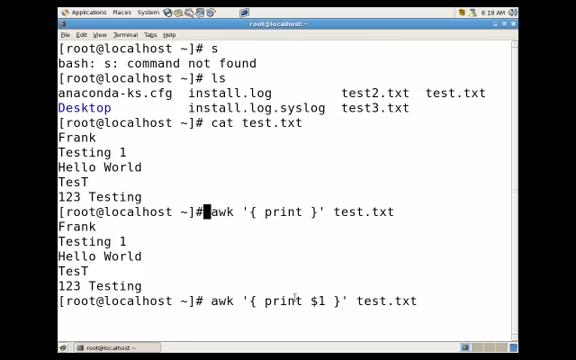 Applications Places System 8:18 AM
root@localhost:~
File Edit View Terminal Tabs Help
[root@localhost ~]# s
bash: s: command not found
[root@localhost ~]# ls
anaconda-ks.cfg install.log test2.txt test.txt
Desktop install.log.syslog test3.txt
[root@localhost ~]# cat test.txt
Frank
Testing 1
Hello World
TesT
123 Testing
[root@localhost ~]# awk '{ print }' test.txt
Frank
Testing 1
Hello World
TesT
123 Testing
[root@localhost ~]# awk '{ print $1 }' test.txt
root@localhost:~